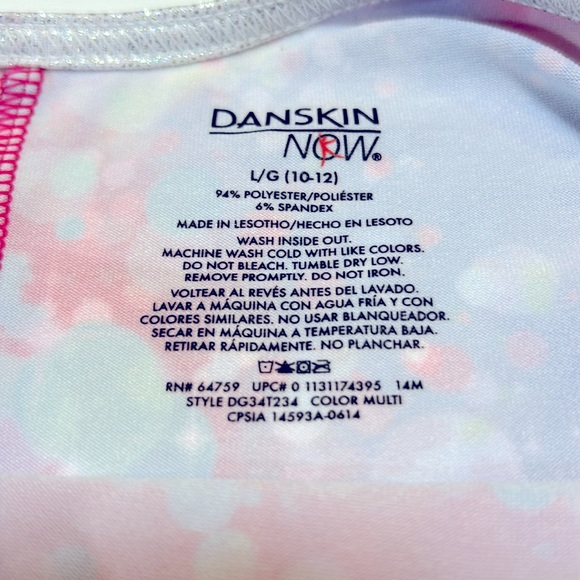 DANSKIN
NOW®
L/G (10-12)
94% POLYESTER/POLIÉSTER
6% SPANDEX
MADE IN LESOTHO/HECHO EN LESOTO
WASH INSIDE OUT.
MACHINE WASH COLD WITH LIKE COLORS.
DO NOT BLEACH. TUMBLE DRY LOW.
REMOVE PROMPTLY. DO NOT IRON.
VOLTEAR AL REVÉS ANTES DEL LAVADO.
LAVAR A MÁQUINA CON AGUA FRÍA Y CON
COLORES SIMILARES. NO USAR BLANQUEADOR.
SECAR EN MÁQUINA A TEMPERATURA BAJA.
RETIRAR RÁPIDAMENTE. NO PLANCHAR.
RN# 64759 UPC# 0 1131174395 14M
STYLE DG34T234 COLOR MULTI
CPSIA 14593A-0614